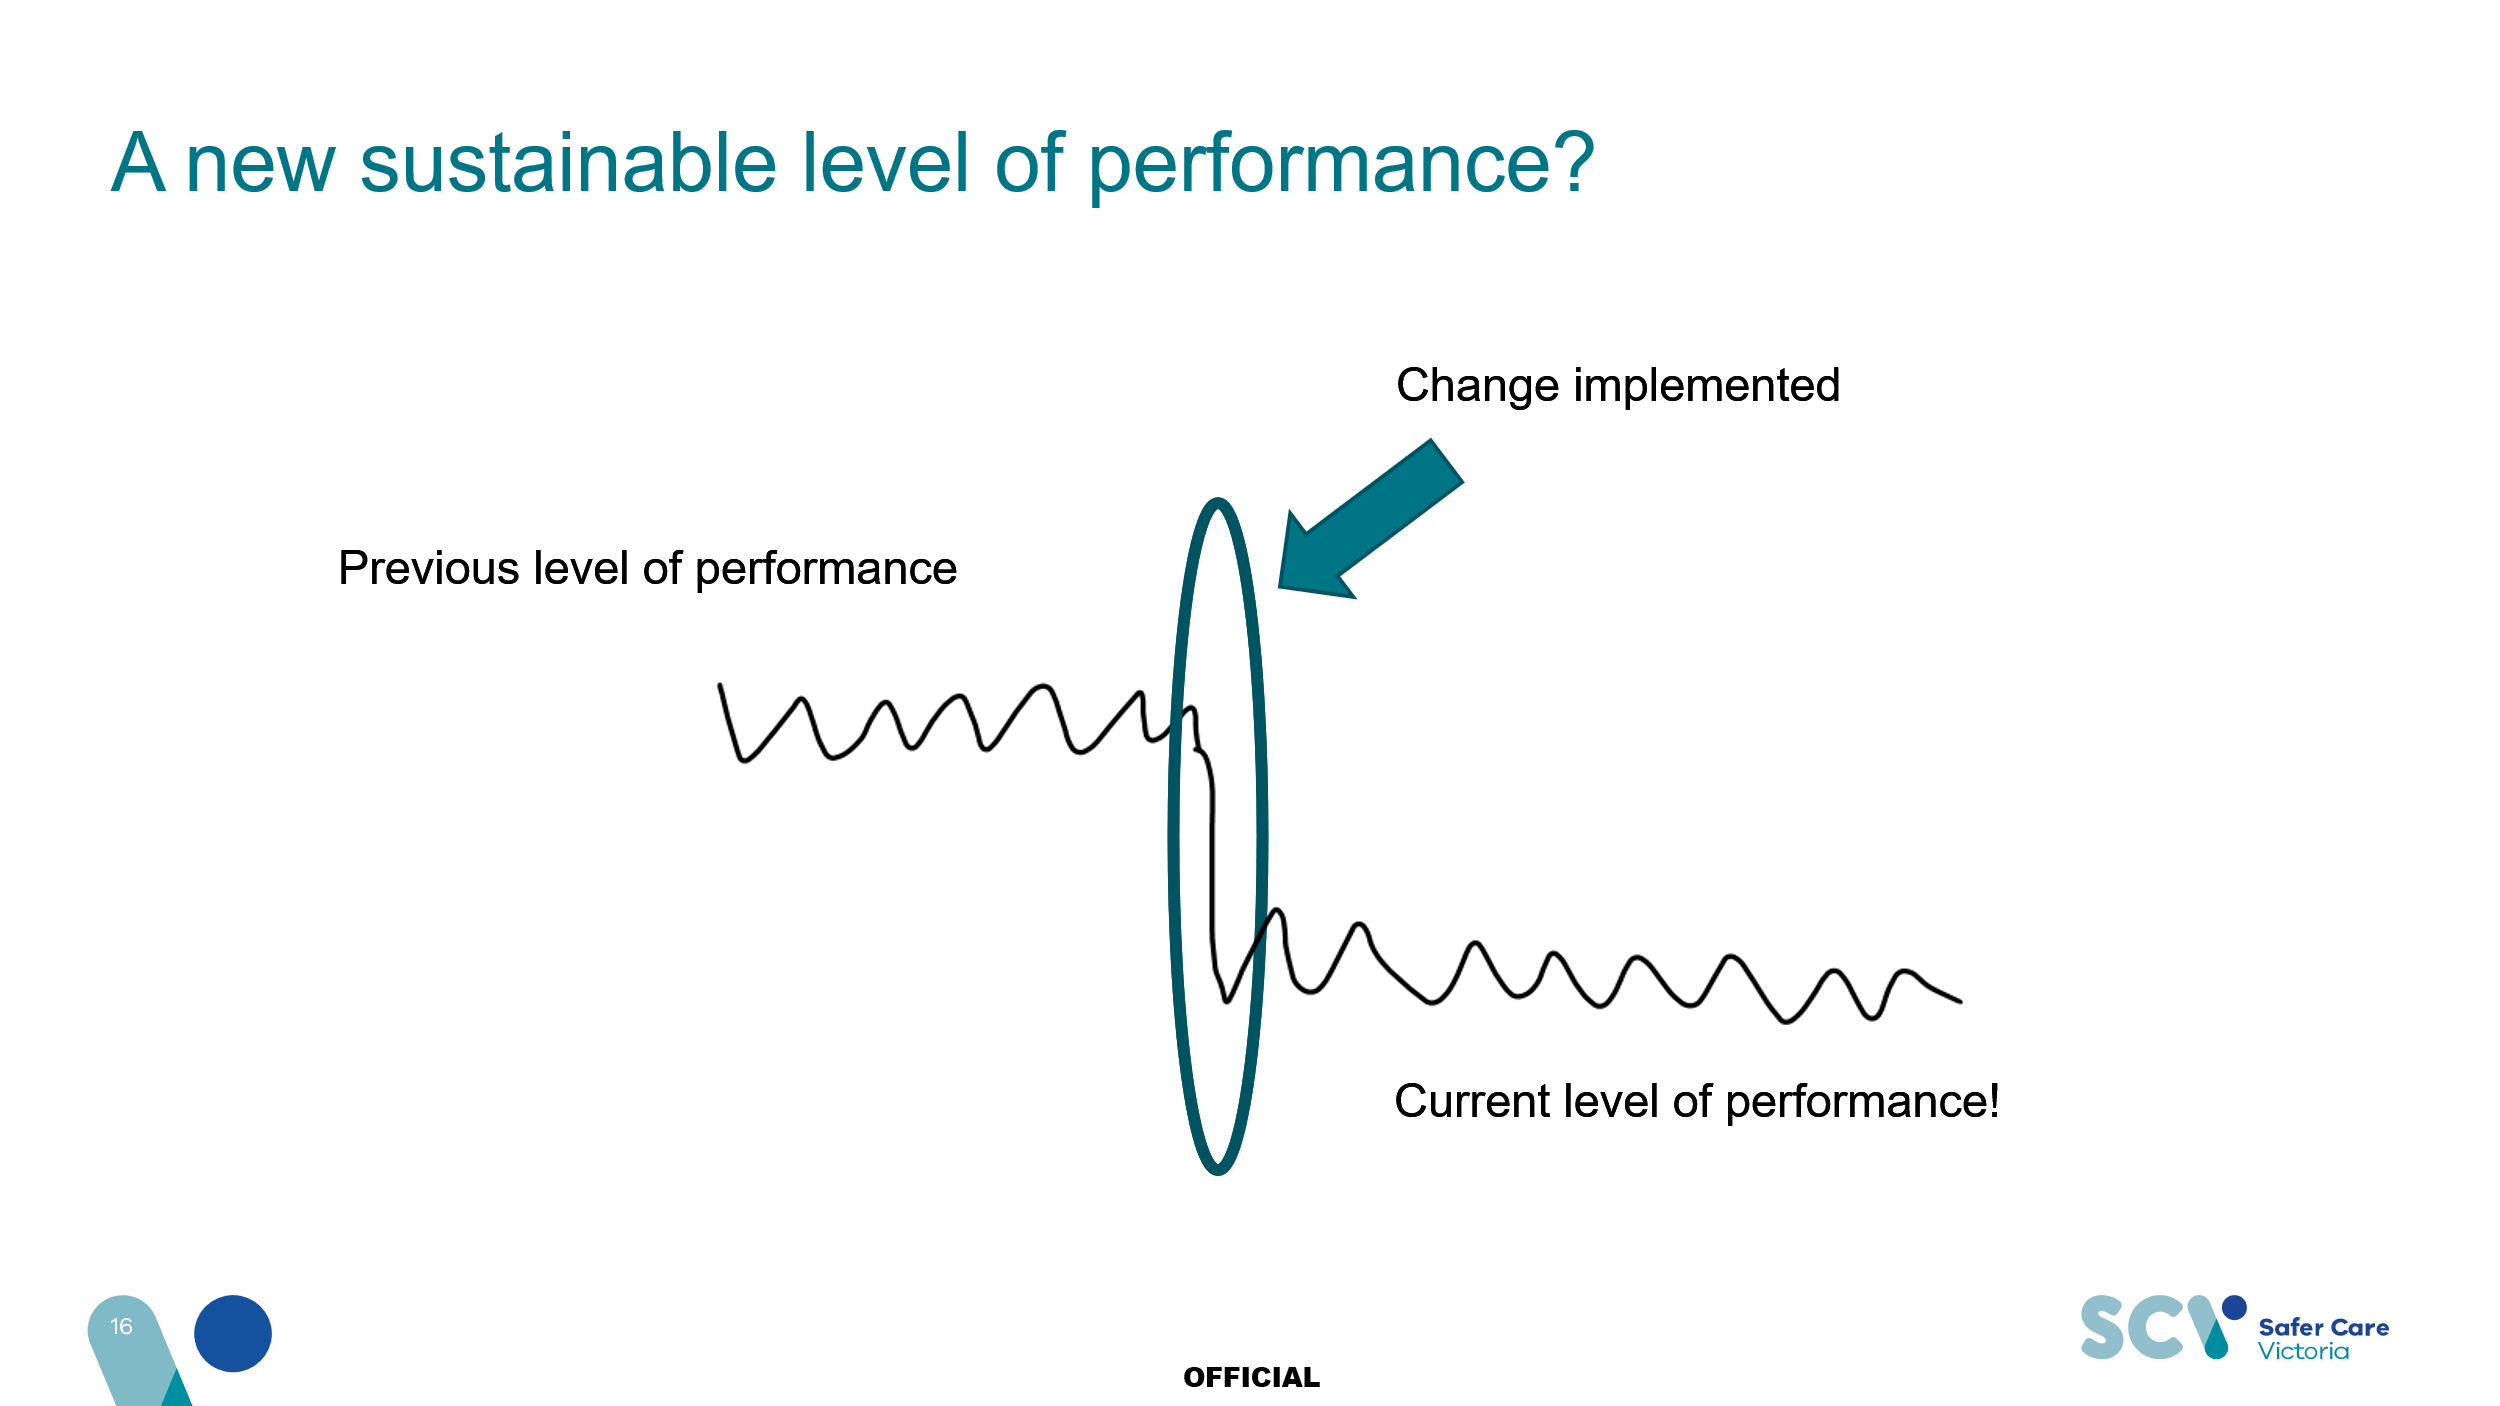 A new sustainable level of performance?
Change implemented
Previous level of performance
Current level of performance!
16
SCV
Safer Care
Victoria
OFFICIAL